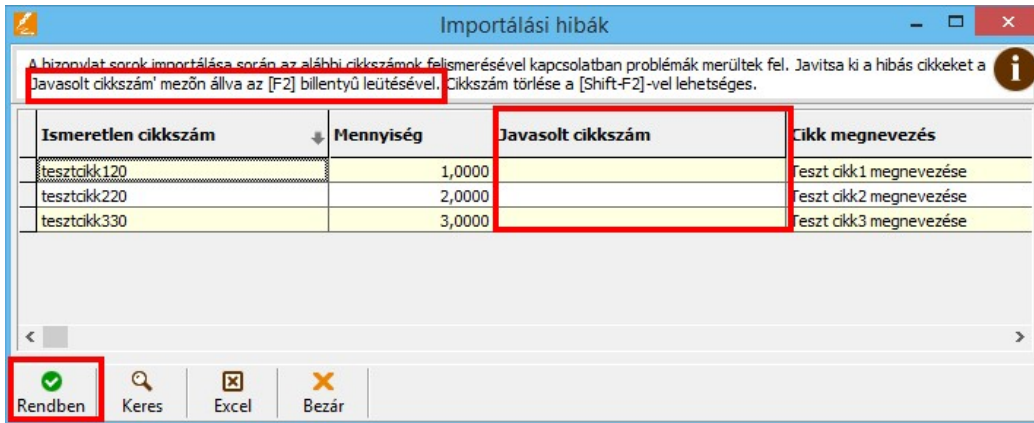 Importálási hibák
A bizonylat sorok importálása során az alábbi cikkszámok felismerésével kapcsolatban problémák merültek fel. Javitsa ki a hibás cikkeket a
Javasolt cikkszám' mezõn állva az [F2] billentyû leütésével. Cikkszám törlése a [Shift-F2]-vel lehetséges.
Ismeretlen cikkszám Mennyiség Javasolt cikkszám Cikk megnevezés
tesztcikk120 1,0000 Teszt cikk1 megnevezése
tesztcikk220 2,0000 Teszt cikk2 megnevezése
tesztcikk330 3,0000 Teszt cikk3 megnevezése
Rendben Keres Excel Bezár